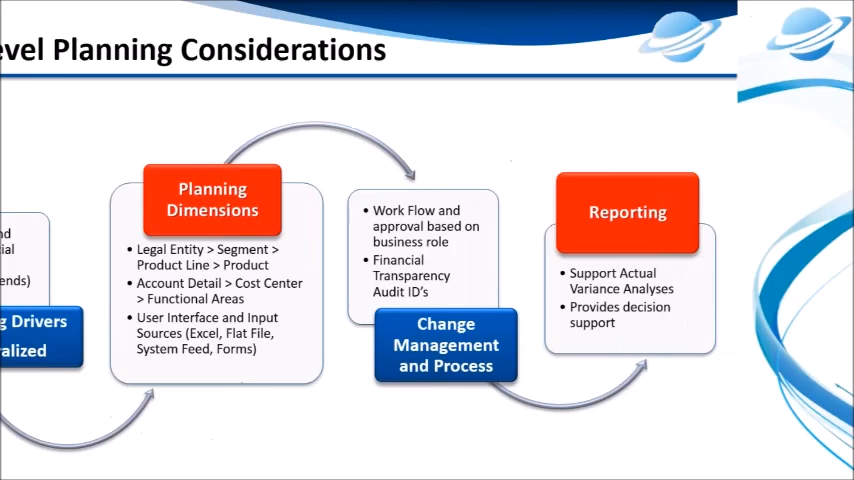 evel Planning Considerations
nd
ial
ends)
g Drivers
ralized
Planning
Dimensions
• Legal Entity > Segment >
Product Line > Product
• Account Detail > Cost Center
> Functional Areas
• User Interface and Input
Sources (Excel, Flat File,
System Feed, Forms)
• Work Flow and
approval based on
business role
• Financial
Transparency
Audit ID’s
Change
Management
and Process
Reporting
• Support Actual
Variance Analyses
• Provides decision
support